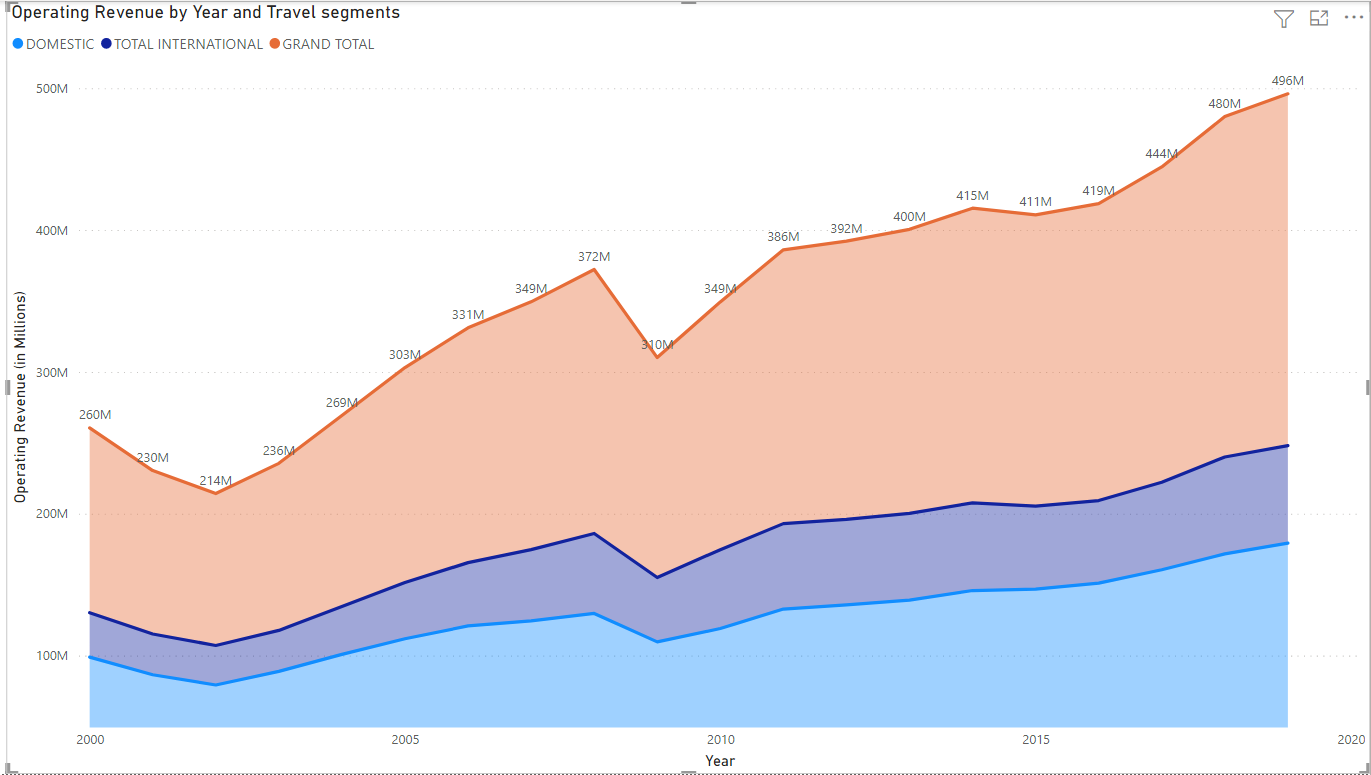 Operating Revenue by Year and Travel segments
DOMESTIC TOTAL INTERNATIONAL GRAND TOTAL
496M
500M
480M
444M
419M
415M
411M
400M
400M
392M
386M
372M
349M
349M
331M
310M
303M
300M
269M
260M
236M
230M
214M
200M
100M
Operating Revenue (in Millions)
2000 2005 2010 2015 2020
Year